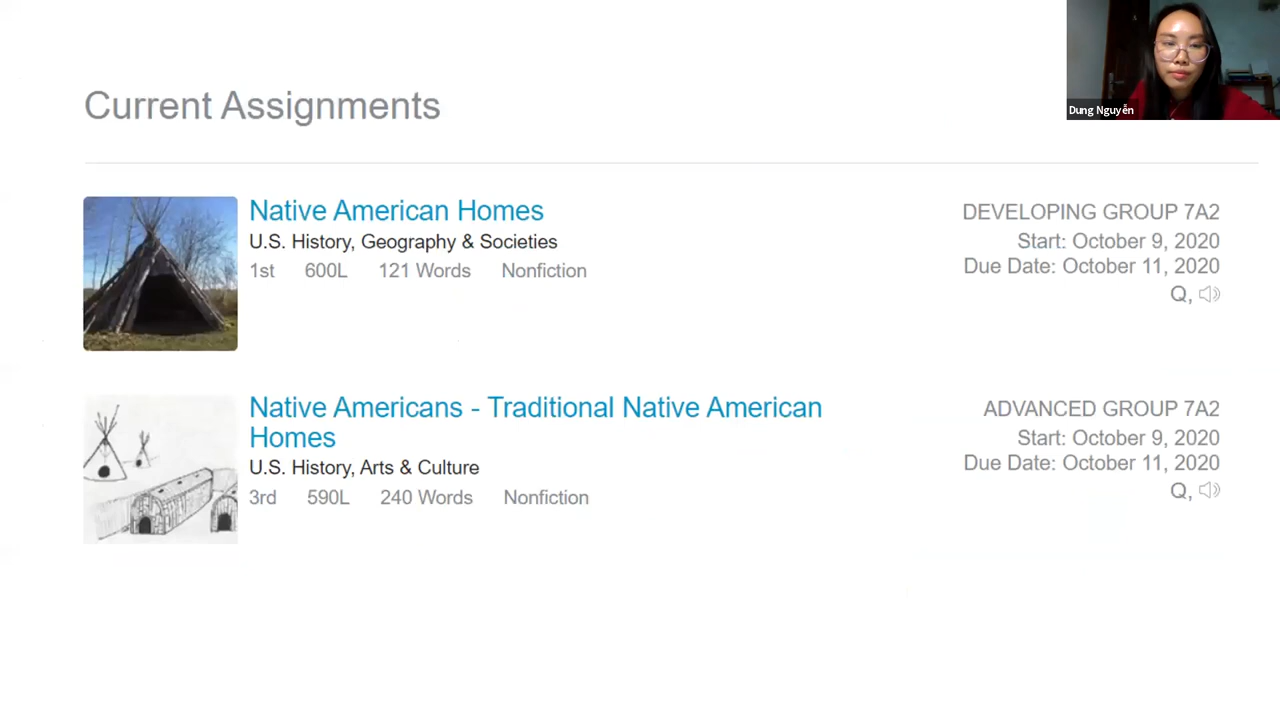 Current Assignments
Dung Nguyễn
Native American Homes
U.S. History, Geography & Societies
1st 600L 121 Words Nonfiction
DEVELOPING GROUP 7A2
Start: October 9, 2020
Due Date: October 11, 2020
Q,
Native Americans - Traditional Native American
Homes
U.S. History, Arts & Culture
3rd 590L 240 Words Nonfiction
ADVANCED GROUP 7A2
Start: October 9, 2020
Due Date: October 11, 2020
Q,